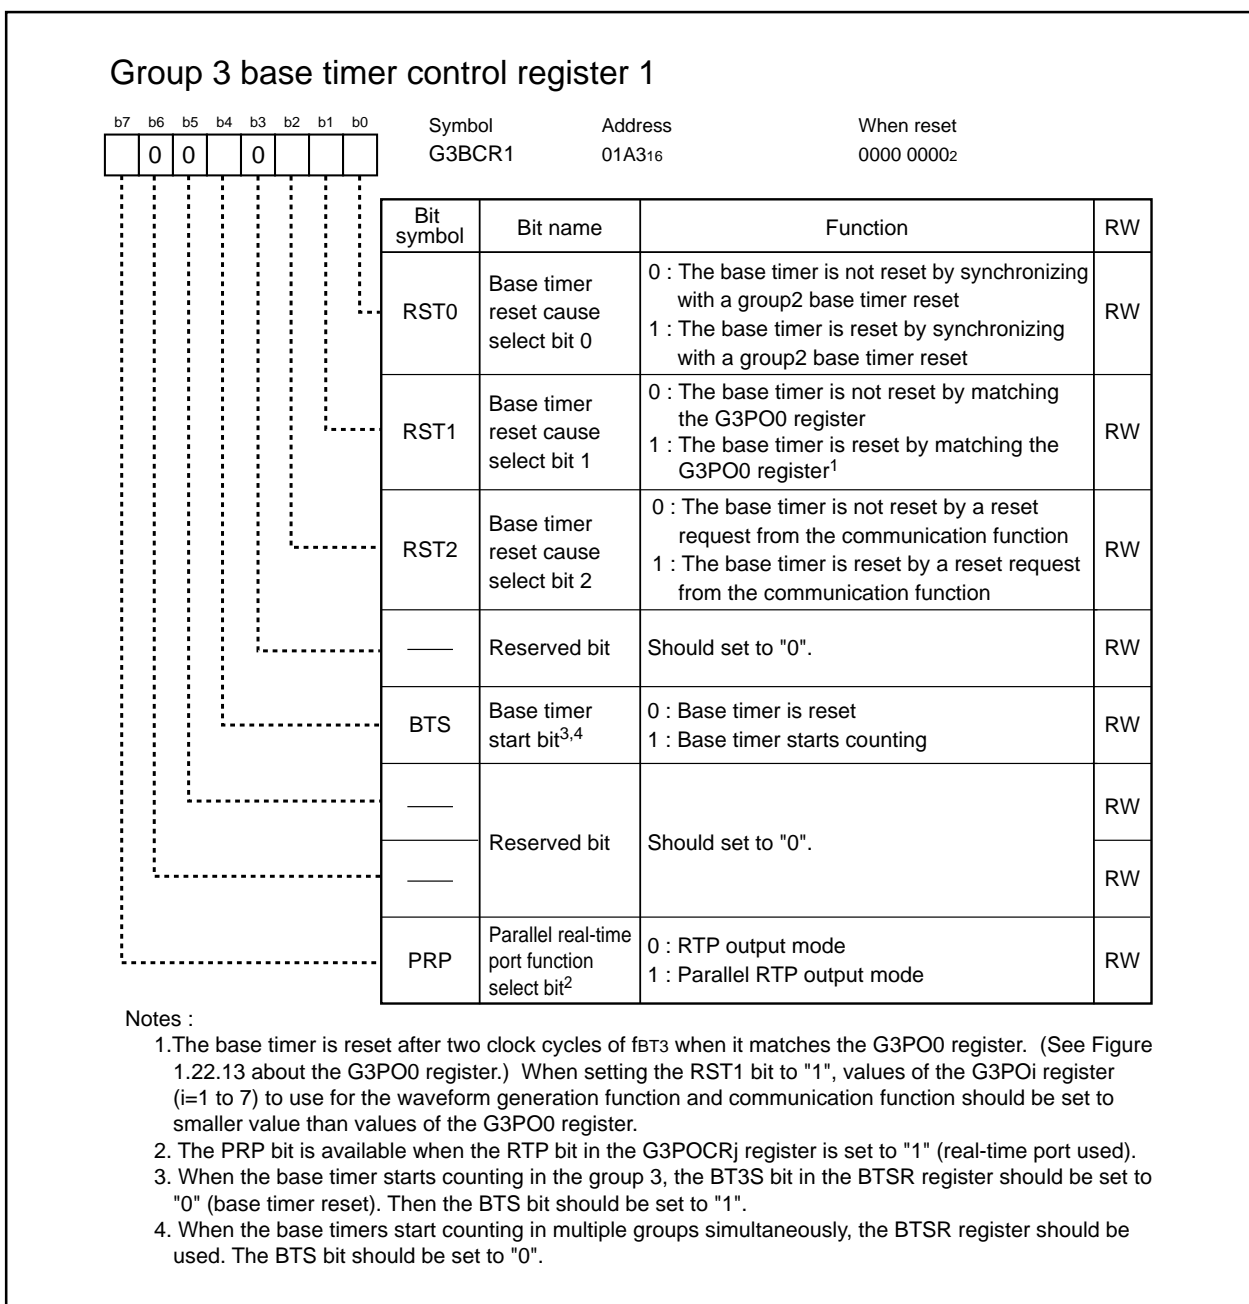 Group 3 base timer control register 1
b7 b6 b5 b4 b3 b2 b1 b0
0 0 0
Symbol Address When reset
G3BCR1 01A316 0000 00002
Bit symbol Bit name Function RW
RST0
Base timer
reset cause
select bit 0
0 : The base timer is not reset by synchronizing
with a group2 base timer reset
1 : The base timer is reset by synchronizing
with a group2 base timer reset
RW
RST1
Base timer
reset cause
select bit 1
0 : The base timer is not reset by matching
the G3PO0 register
1 : The base timer is reset by matching the
G3PO0 register1
RW
RST2
Base timer
reset cause
select bit 2
0 : The base timer is not reset by a reset
request from the communication function
1 : The base timer is reset by a reset request
from the communication function
RW
Reserved bit
Should set to "0".
RW
BTS
Base timer
start bit3,4
0 : Base timer is reset
1 : Base timer starts counting
RW
Reserved bit
Should set to "0".
RW
RW
PRP
Parallel real-time
port function
select bit2
0 : RTP output mode
1 : Parallel RTP output mode
RW
Notes :
1.The base timer is reset after two clock cycles of fBT3 when it matches the G3PO0 register. (See Figure
1.22.13 about the G3PO0 register.) When setting the RST1 bit to "1", values of the G3POi register
(i=1 to 7) to use for the waveform generation function and communication function should be set to
smaller value than values of the G3PO0 register.
2. The PRP bit is available when the RTP bit in the G3POCRj register is set to "1" (real-time port used).
3. When the base timer starts counting in the group 3, the BT3S bit in the BTSR register should be set to
"0" (base timer reset). Then the BTS bit should be set to "1".
4. When the base timers start counting in multiple groups simultaneously, the BTSR register should be
used. The BTS bit should be set to "0".